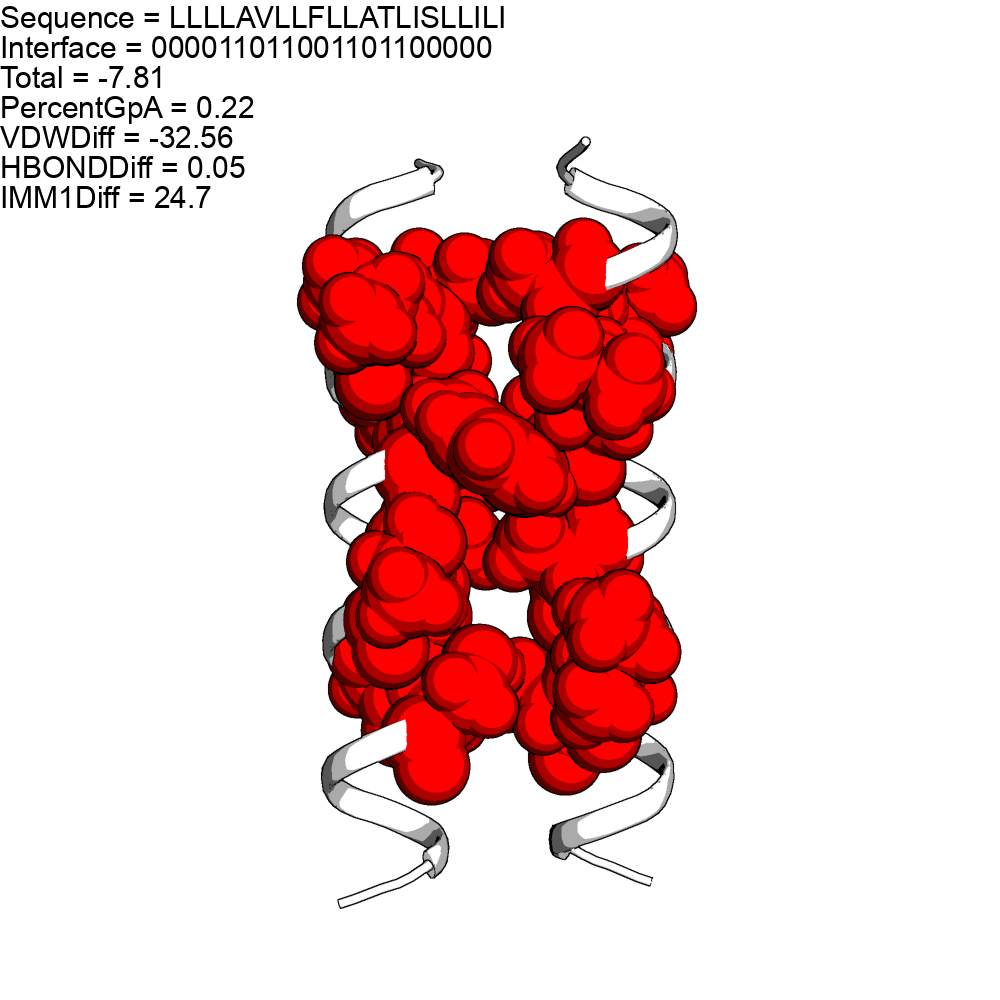 Sequence = LLLLAVLLFLLATLISLLILI
Interface = 000011011001101100000
Total = -7.81
PercentGpA = 0.22
VDWDiff = -32.56
HBONDDiff = 0.05
IMM1Diff = 24.7